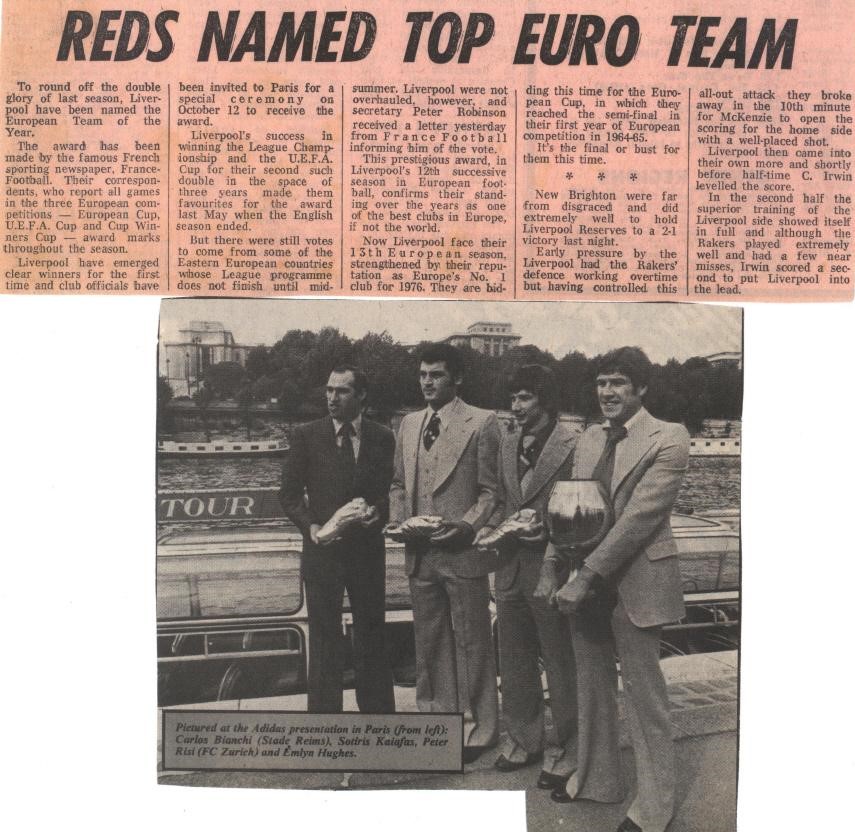 REDS NAMED TOP EURO TEAM
To round off the double
glory of last season, Liver-
pool have been named the
European Team of the
Year.
The award has been
made by the famous French
sporting newspaper, France-
Football. Their correspon-
dents, who report all games
in the three European com-
petitions — European Cup,
U.E.F.A. Cup and Cup Win-
ners Cup — award marks
throughout the season.
Liverpool have emerged
clear winners for the first
time and club officials have
been invited to Paris for a
special ceremony on
October 12 to receive the
award.
Liverpool's success in
winning the League Champ-
ionship and the U.E.F.A.
Cup for their second such
double in the space of
three years made them
favourites for the award
last May when the English
season ended.
But there were still votes
to come from some of the
Eastern European countries
whose League programme
does not finish until mid-
summer. Liverpool were not
overhauled, however, and
secretary Peter Robinson
received a letter yesterday
from France Football
informing him of the vote.
This prestigious award, in
Liverpool's 12th successive
season in European foot-
ball, confirms their stand-
ing over the years as one
of the best clubs in Europe,
if not the world.
Now Liverpool face their
13th European season,
strengthened by their repu-
tation as Europe's No. 1
club for 1976. They are bid-
ding this time for the Euro-
pean Cup, in which they
reached the semi-final in
their first year of European
competition in 1964-65.
It's the final or bust for
them this time.
* * *
New Brighton were far
from disgraced and did
extremely well to hold
Liverpool Reserves to a 2-1
victory last night.
Early pressure by the
Liverpool had the Rakers'
defence working overtime
but having controlled this
all-out attack they broke
away in the 10th minute
for McKenzie to open the
scoring for the home side
with a well-placed shot.
Liverpool then came into
their own more and shortly
before half-time C. Irwin
levelled the score.
In the second half the
superior training of the
Liverpool side showed itself
in full and although the
Rakers played extremely
well and had a few near
misses, Irwin scored a sec-
ond to put Liverpool into
the lead.
TOUR
Pictured at the Adidas presentation in Paris (from left):
Carlos Bianchi (Stade Reims), Sotiris Kaiafas, Peter
Risi (FC Zurich) and Emlyn Hughes.